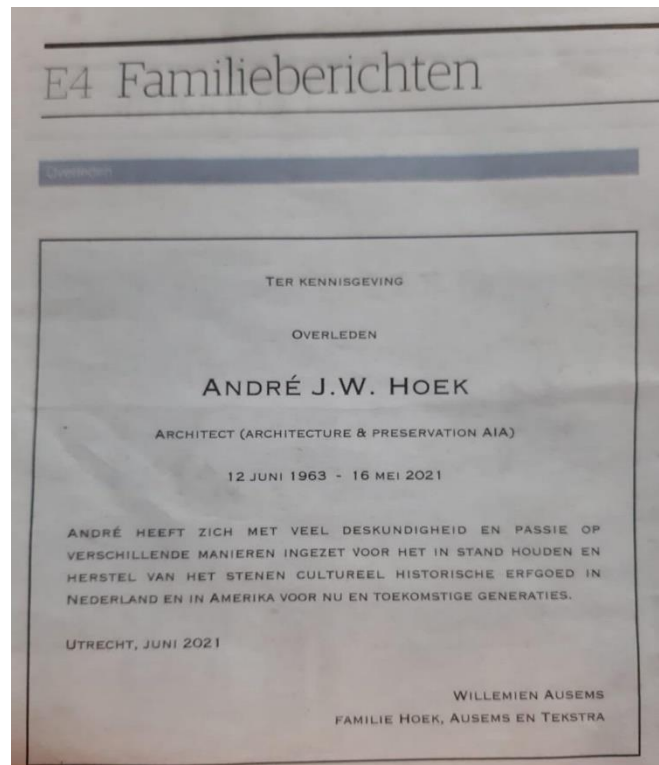 E4 Familieberichten
Overleden
TER KENNISGEVING
OVERLEDEN
ANDRÉ J.W. HOEK
ARCHITECT (ARCHITECTURE & PRESERVATION AIA)
12 JUNI 1963 - 16 MEI 2021
ANDRÉ HEEFT ZICH MET VEEL DESKUNDIGHEID EN PASSIE OP
VERSCHILLENDE MANIEREN INGEZET VOOR HET IN STAND HOUDEN EN
HERSTEL VAN HET STENEN CULTUREEL HISTORISCHE ERFGOED IN
NEDERLAND EN IN AMERIKA VOOR NU EN TOEKOMSTIGE GENERATIES.
UTRECHT, JUNI 2021
WILLEMIEN AUSEMS
FAMILIE HOEK, AUSEMS EN TEKSTRA